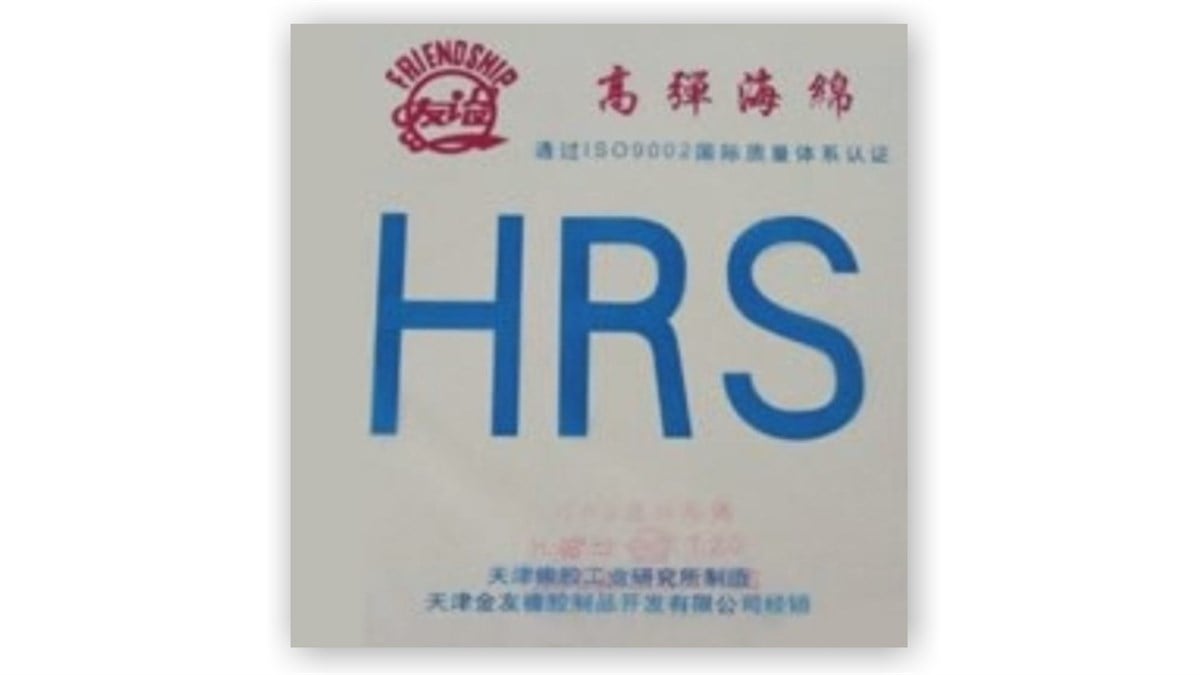 FRIENDSHIP
友谊
高弹海绵
通过ISO9002国际质量体系认证
HRS
天津橡胶工业研究所制造
天津金友橡胶制品开发有限公司经销